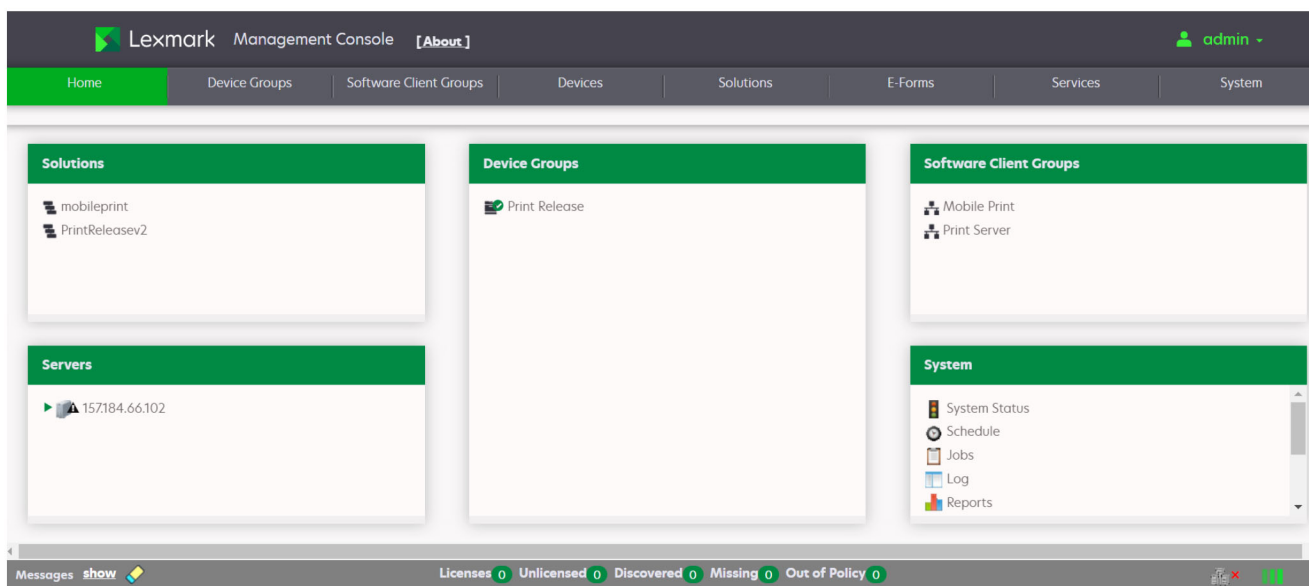 Lexmark Management Console [About] admin
Home Device Groups Software Client Groups Devices Solutions E-Forms Services System
Solutions
mobileprint
PrintReleasev2
Device Groups
Print Release
Software Client Groups
Mobile Print
Print Server
Servers
157.184.66.102
System
System Status
Schedule
Jobs
Log
Reports
Messages show Licenses 0 Unlicensed 0 Discovered 0 Missing 0 Out of Policy 0